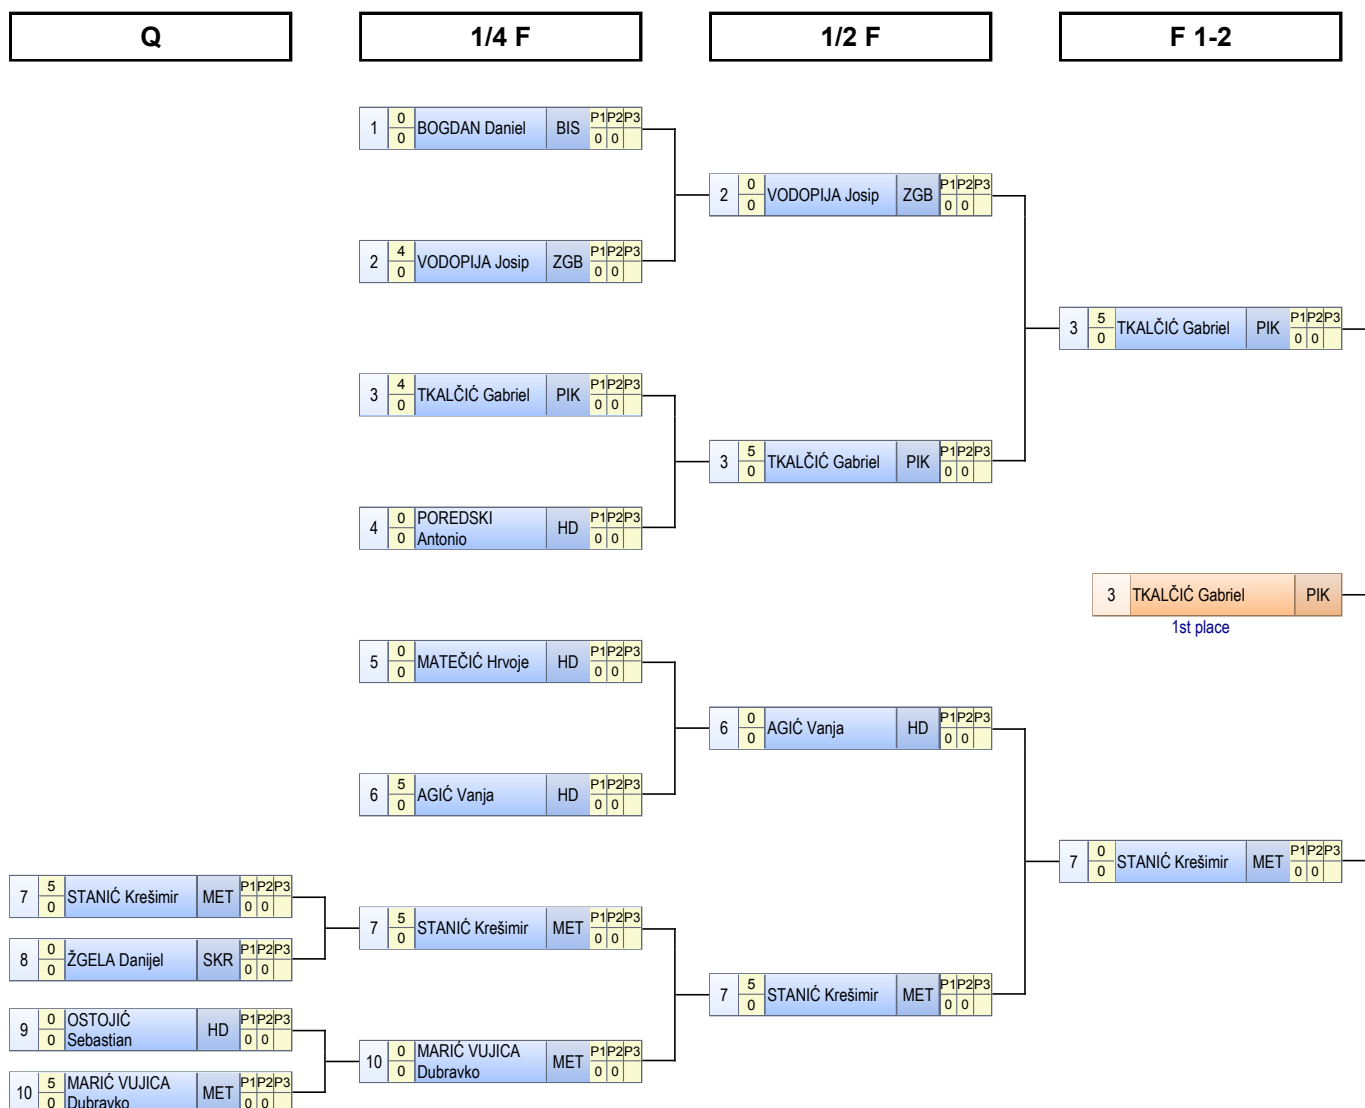 Q 1/4 F 1/2 F F 1-2
1 0 BOGDAN Daniel BIS P1 P2 P3
0 0 0
2 0 VODOPIJA Josip ZGB P1 P2 P3
0 0 0
2 4 VODOPIJA Josip ZGB P1 P2 P3
0 0 0
3 5 TKALČIĆ Gabriel PIK P1 P2 P3
0 0 0
3 4 TKALČIĆ Gabriel PIK P1 P2 P3
0 0 0
3 5 TKALČIĆ Gabriel PIK P1 P2 P3
0 0 0
4 0 POREDSKI HD P1 P2 P3
0 Antonio 0 0
3 TKALČIĆ Gabriel PIK
1st place
5 0 MATEČIĆ Hrvoje HD P1 P2 P3
0 0 0
6 0 AGIĆ Vanja HD P1 P2 P3
0 0 0
6 5 AGIĆ Vanja HD P1 P2 P3
0 0 0
7 0 STANIĆ Krešimir MET P1 P2 P3
0 0 0
7 5 STANIĆ Krešimir MET P1 P2 P3
0 0 0
7 5 STANIĆ Krešimir MET P1 P2 P3
0 0 0
8 0 ŽGELA Danijel SKR P1 P2 P3
0 0 0
7 5 STANIĆ Krešimir MET P1 P2 P3
0 0 0
9 0 OSTOJIĆ HD P1 P2 P3
0 Sebastian 0 0
10 0 MARIĆ VUJICA MET P1 P2 P3
0 Dubravko 0 0
10 5 MARIĆ VUJICA MET P1 P2 P3
0 Dubravko 0 0